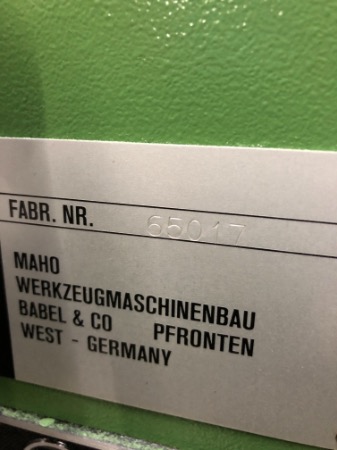 FABR. NR. 65017
MAHO
WERKZEUGMASCHINENBAU
BABEL & CO PFRONTEN
WEST - GERMANY